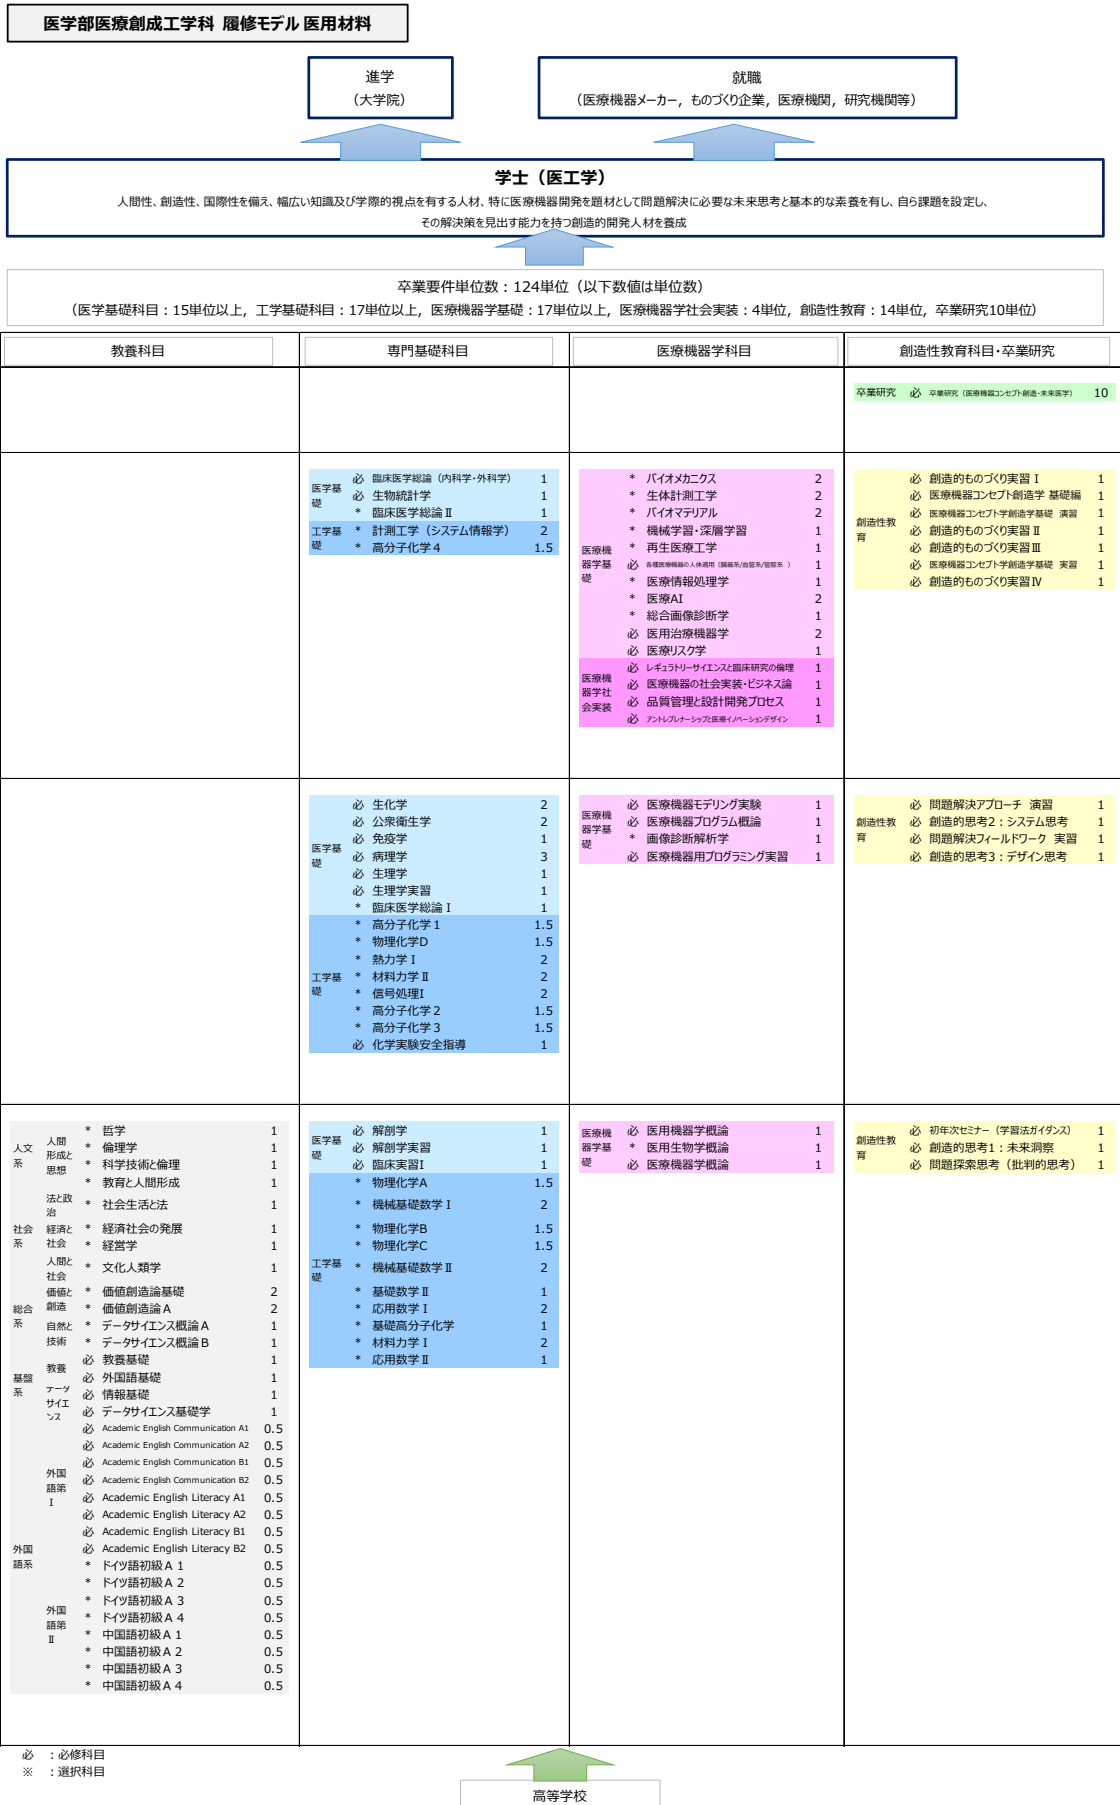 医学部医療創成工学科 履修モデル 医用材料
進学
（大学院）
就職
（医療機器メーカー，ものづくり企業，医療機関，研究機関等）
学士（医工学）
人間性、創造性、国際性を備え、幅広い知識及び学際的視点を有する人材、特に医療機器開発を題材として問題解決に必要な未来思考と基本的な素養を有し、自ら課題を設定し、
その解決策を見出す能力を持つ創造的開発人材を養成
卒業要件単位数：124単位（以下数値は単位数）
（医学基礎科目：15単位以上，工学基礎科目：17単位以上，医療機器学基礎：17単位以上，医療機器学社会実装：4単位，創造性教育：14単位，卒業研究10単位）
教養科目
専門基礎科目
医療機器学科目
創造性教育科目・卒業研究
卒業研究 必 卒業研究（医療機器コンセプト創造・未来医学） 10
医学基礎
必 臨床医学総論（内科学・外科学） 1
必 生物統計学 1
* 臨床医学総論Ⅱ 1
工学基礎
* 計測工学（システム情報学） 2
* 高分子化学４ 1.5
医療機器学基礎
* バイオメカニクス 2
* 生体計測工学 2
* バイオマテリアル 2
* 機械学習・深層学習 1
* 再生医療工学 1
必 各種医療機器の人体適用（臓器系/血管系/管腔系 ） 1
* 医療情報処理学 1
* 医療AI 2
* 総合画像診断学 1
必 医用治療機器学 2
必 医療リスク学 1
医療機器学社会実装
必 レギュラトリーサイエンスと臨床研究の倫理 1
必 医療機器の社会実装・ビジネス論 1
必 品質管理と設計開発プロセス 1
必 アントレプレナーシップと医療イノベーションデザイン 1
創造性教育
必 創造的ものづくり実習Ⅰ 1
必 医療機器コンセプト創造学 基礎編 1
必 医療機器コンセプト学創造学基礎 演習 1
必 創造的ものづくり実習Ⅱ 1
必 創造的ものづくり実習Ⅲ 1
必 医療機器コンセプト学創造学基礎 実習 1
必 創造的ものづくり実習Ⅳ 1
医学基礎
必 生化学 2
必 公衆衛生学 2
必 免疫学 1
必 病理学 3
必 生理学 1
必 生理学実習 1
* 臨床医学総論Ⅰ 1
工学基礎
* 高分子化学１ 1.5
* 物理化学D 1.5
* 熱力学Ⅰ 2
* 材料力学Ⅱ 2
* 信号処理I 2
* 高分子化学２ 1.5
* 高分子化学３ 1.5
必 化学実験安全指導 1
医療機器学基礎
必 医療機器モデリング実験 1
必 医療機器プログラム概論 1
* 画像診断解析学 1
必 医療機器用プログラミング実習 1
創造性教育
必 問題解決アプローチ 演習 1
必 創造的思考2：システム思考 1
必 問題解決フィールドワーク 実習 1
必 創造的思考3：デザイン思考 1
人文系
人間形成と思想
* 哲学 1
* 倫理学 1
* 科学技術と倫理 1
* 教育と人間形成 1
社会系
法と政治
* 社会生活と法 1
経済と社会
* 経済社会の発展 1
* 経営学 1
人間と社会
* 文化人類学 1
総合系
価値と創造
* 価値創造論基礎 2
* 価値創造論Ａ 2
自然と技術
* データサイエンス概論Ａ 1
* データサイエンス概論Ｂ 1
基盤系
教養
必 教養基礎 1
必 外国語基礎 1
データサイエンス
必 情報基礎 1
必 データサイエンス基礎学 1
外国語系
外国語第Ⅰ
必 Academic English Communication A1 0.5
必 Academic English Communication A2 0.5
必 Academic English Communication B1 0.5
必 Academic English Communication B2 0.5
必 Academic English Literacy A1 0.5
必 Academic English Literacy A2 0.5
必 Academic English Literacy B1 0.5
必 Academic English Literacy B2 0.5
外国語第Ⅱ
* ドイツ語初級Ａ１ 0.5
* ドイツ語初級Ａ２ 0.5
* ドイツ語初級Ａ３ 0.5
* ドイツ語初級Ａ４ 0.5
* 中国語初級Ａ１ 0.5
* 中国語初級Ａ２ 0.5
* 中国語初級Ａ３ 0.5
* 中国語初級Ａ４ 0.5
医学基礎
必 解剖学 1
必 解剖学実習 1
必 臨床実習I 1
工学基礎
* 物理化学A 1.5
* 機械基礎数学Ⅰ 2
* 物理化学B 1.5
* 物理化学C 1.5
* 機械基礎数学Ⅱ 2
* 基礎数学Ⅱ 1
* 応用数学Ⅰ 2
* 基礎高分子化学 1
* 材料力学Ⅰ 2
* 応用数学Ⅱ 1
医療機器学基礎
必 医用機器学概論 1
* 医用生物学概論 1
必 医療機器学概論 1
創造性教育
必 初年次セミナー（学習法ガイダンス） 1
必 創造的思考1：未来洞察 1
必 問題探索思考（批判的思考） 1
必 ：必修科目
※ ：選択科目
高等学校